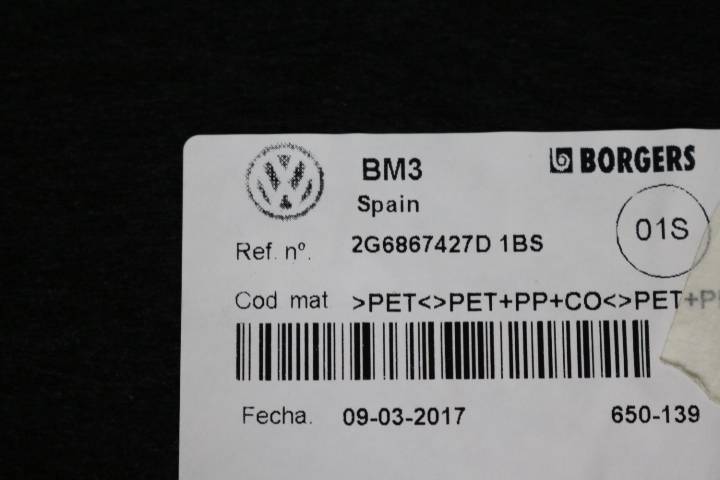 BM3
BORGERS
Spain
01S
Ref. nº. 2G6867427D 1BS
Cod mat >PET<>PET+PP+CO<>PET+P
Fecha. 09-03-2017 650-139